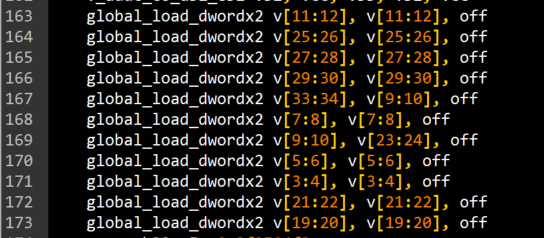 163 global_load_dwordx2 v[11:12], v[11:12], off
164 global_load_dwordx2 v[25:26], v[25:26], off
165 global_load_dwordx2 v[27:28], v[27:28], off
166 global_load_dwordx2 v[29:30], v[29:30], off
167 global_load_dwordx2 v[33:34], v[9:10], off
168 global_load_dwordx2 v[7:8], v[7:8], off
169 global_load_dwordx2 v[9:10], v[23:24], off
170 global_load_dwordx2 v[5:6], v[5:6], off
171 global_load_dwordx2 v[3:4], v[3:4], off
172 global_load_dwordx2 v[21:22], v[21:22], off
173 global_load_dwordx2 v[19:20], v[19:20], off